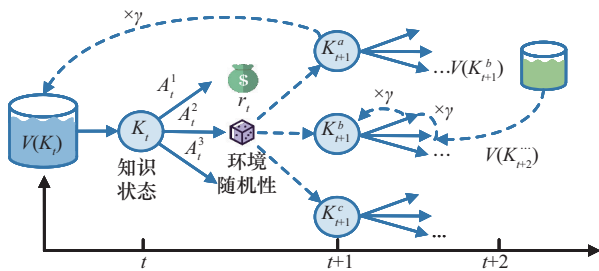 ×γ
$
r_t
V(K_t)
K_t
A_t^1
A_t^2
A_t^3
知识
状态
环境
随机性
K_{t+1}^a
…V(K_{t+1}^b)
×γ
×γ
K_{t+1}^b
…
V(K_{t+2}^{…})
K_{t+1}^c
…
t
t+1
t+2